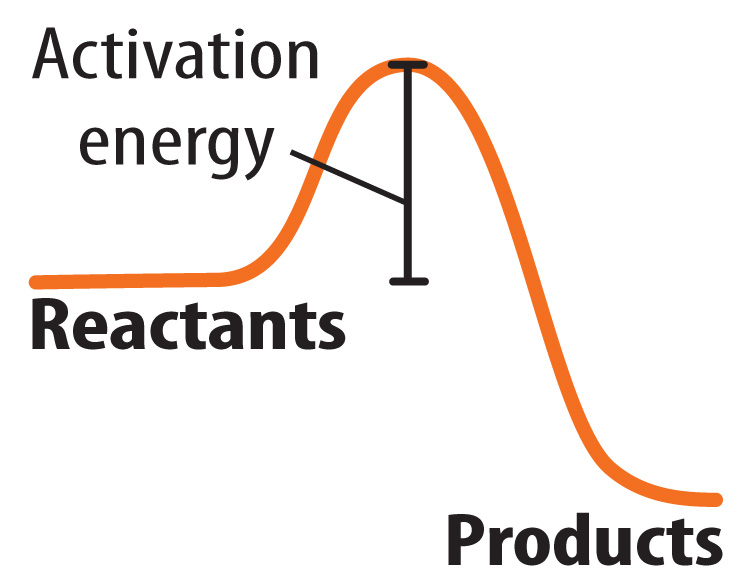 Activation
energy
Reactants
Products